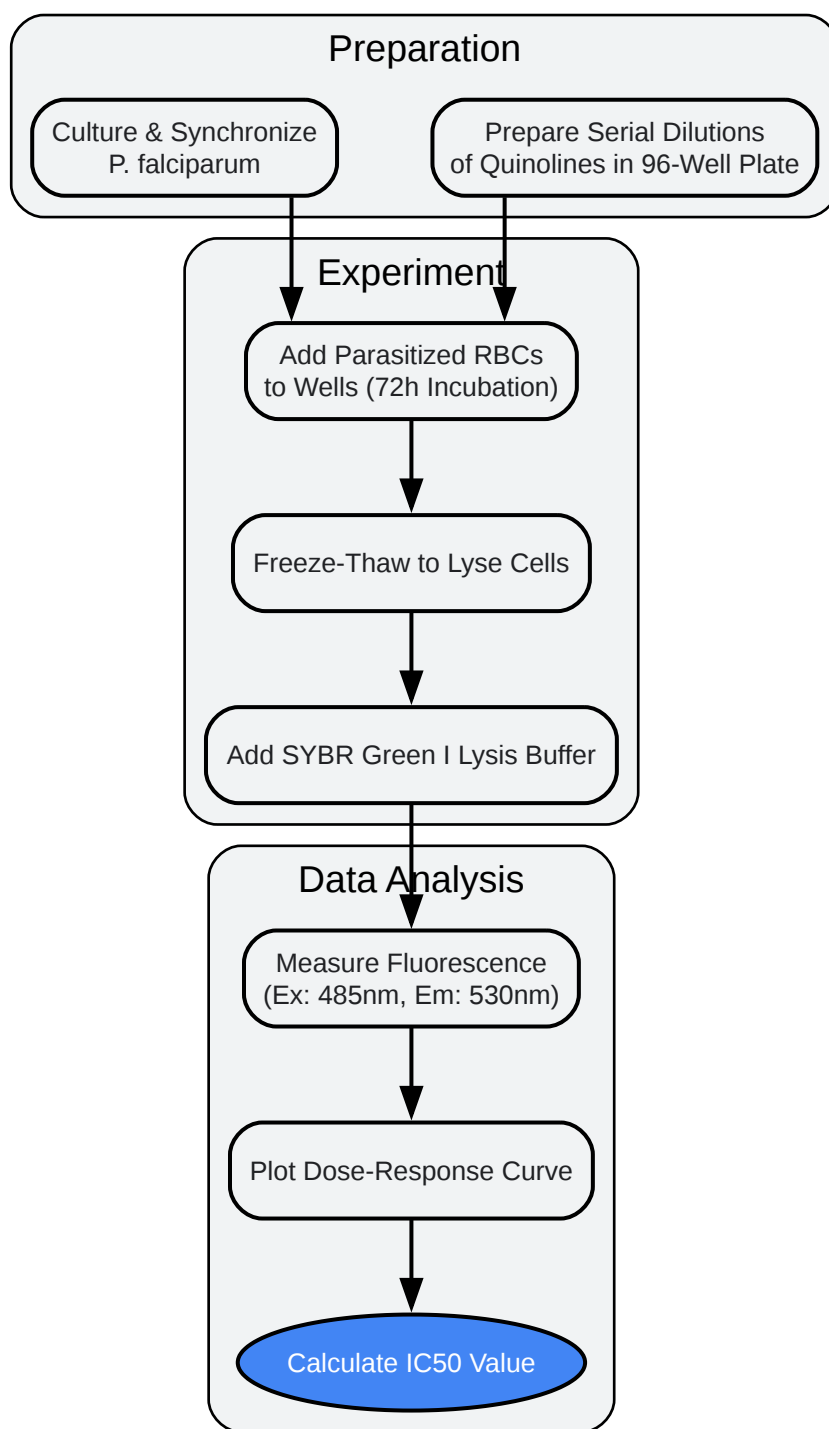 Preparation
Culture & Synchronize
P. falciparum
Prepare Serial Dilutions
of Quinolines in 96-Well Plate
Experiment
Add Parasitized RBCs
to Wells (72h Incubation)
Freeze-Thaw to Lyse Cells
Add SYBR Green I Lysis Buffer
Data Analysis
Measure Fluorescence
(Ex: 485nm, Em: 530nm)
Plot Dose-Response Curve
Calculate IC50 Value